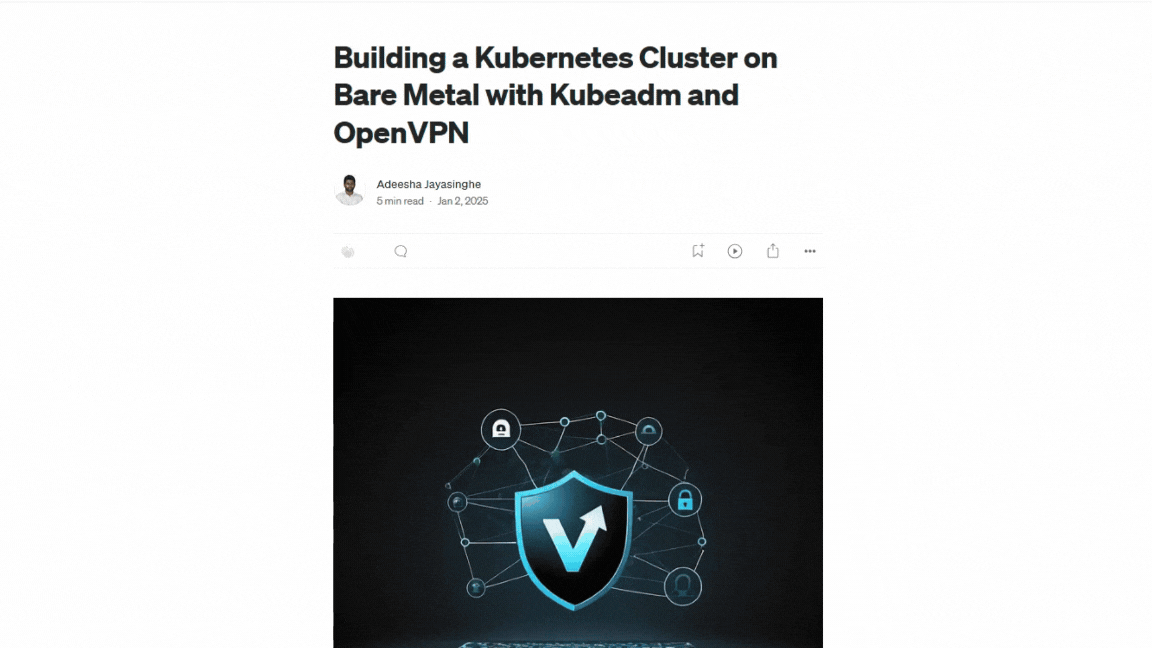 Building a Kubernetes Cluster on
Bare Metal with Kubeadm and
OpenVPN
Adeesha Jayasinghe
5 min read · Jan 2, 2025
V